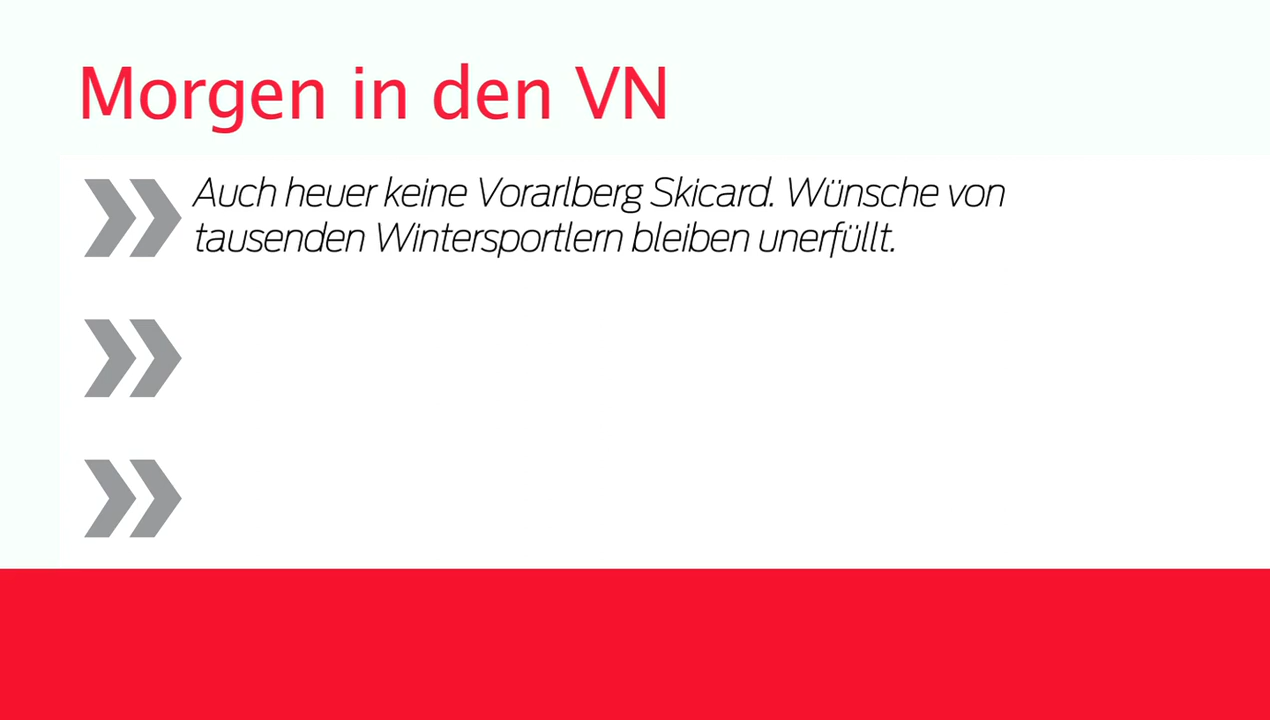 Morgen in den VN
Auch heuer keine Vorarlberg Skicard. Wünsche von
tausenden Wintersportlern bleiben unerfüllt.